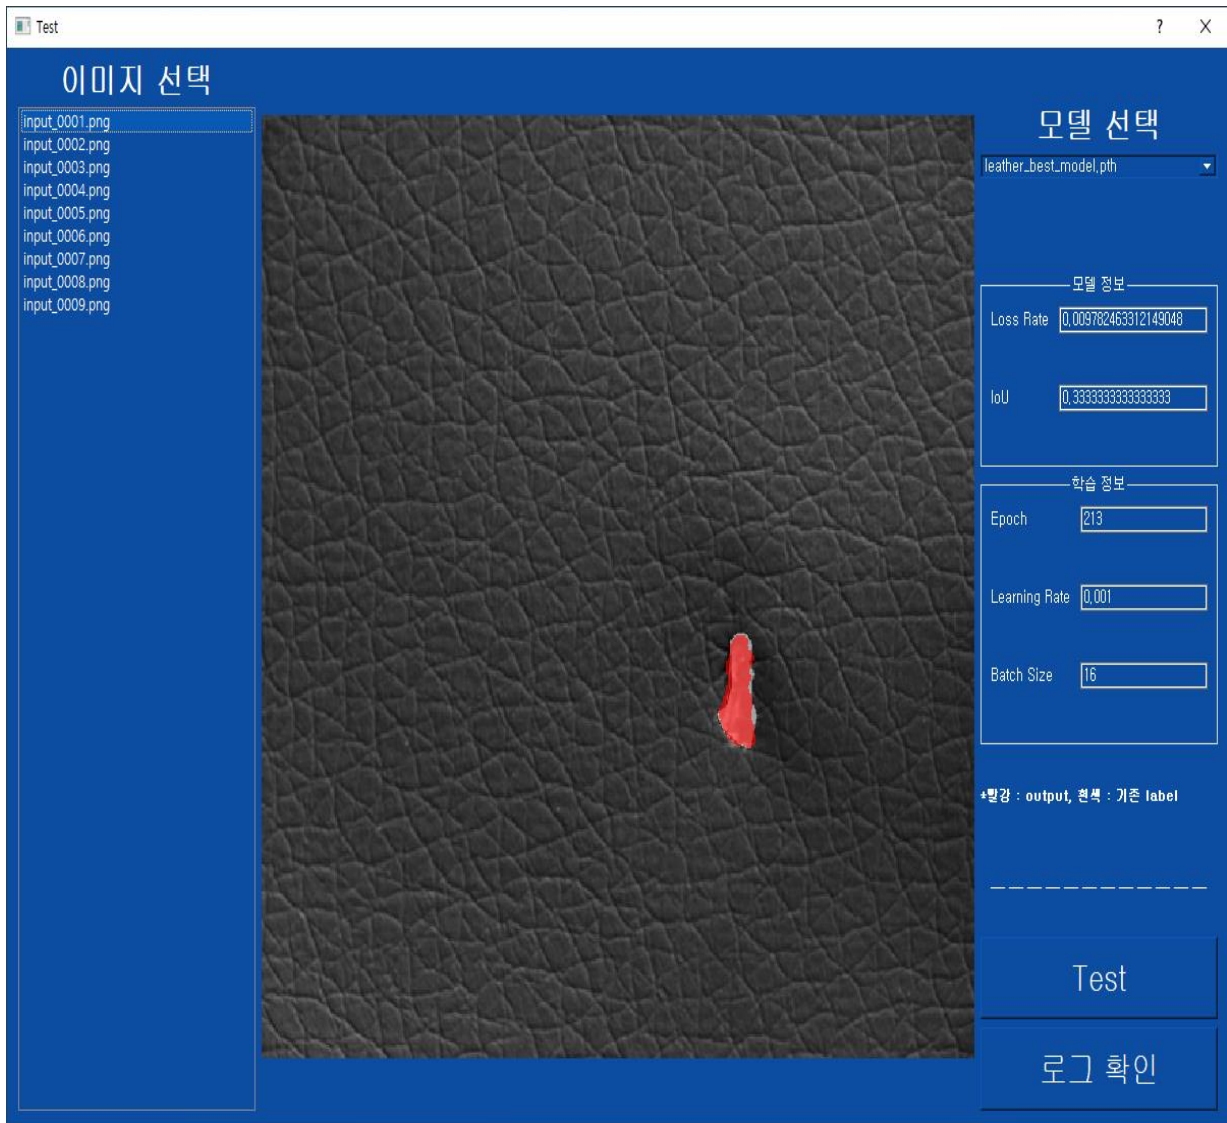 Test
이미지 선택
input_0001.png
input_0002.png
input_0003.png
input_0004.png
input_0005.png
input_0006.png
input_0007.png
input_0008.png
input_0009.png
모델 선택
leather_best_model.pth
모델 정보
Loss Rate 0.009782463312149048
IoU 0.3333333333333333
학습 정보
Epoch 213
Learning Rate 0.001
Batch Size 16
*빨강 : output, 흰색 : 기존 label
Test
로그 확인